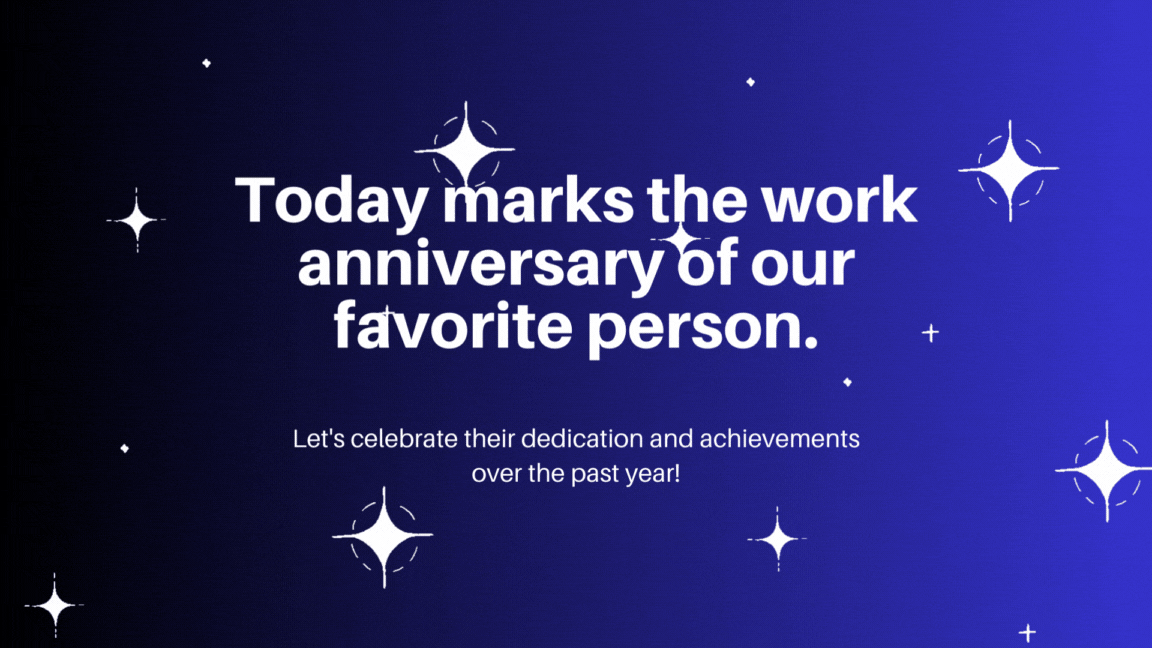 Today marks the work
anniversary of our
favorite person.
Let's celebrate their dedication and achievements
over the past year!